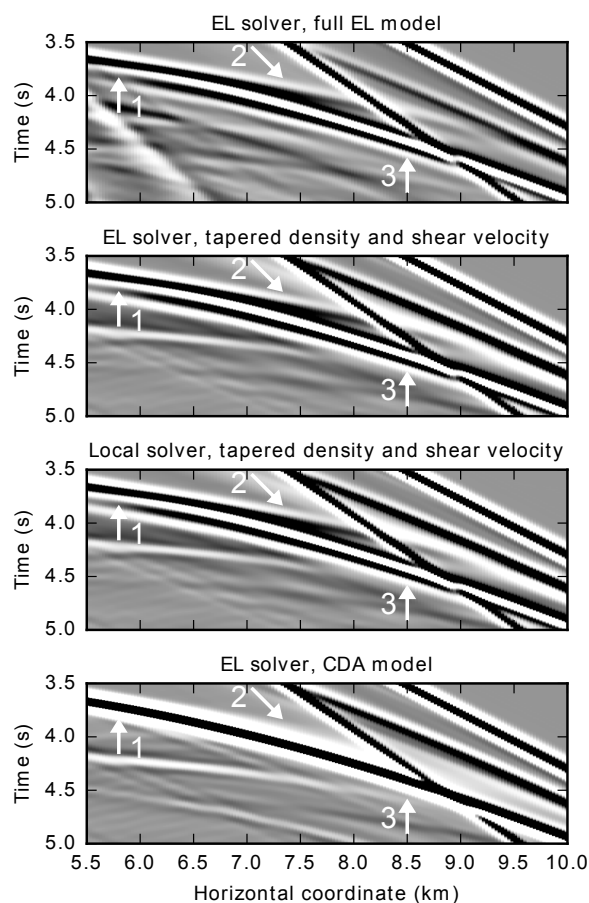 EL solver, full EL model
3.5
2
4.0
1
4.5
3
5.0
Time (s)
EL solver, tapered density and shear velocity
3.5
2
4.0
1
4.5
3
5.0
Time (s)
Local solver, tapered density and shear velocity
3.5
2
4.0
1
4.5
3
5.0
Time (s)
EL solver, CDA model
3.5
2
4.0
1
4.5
3
5.0
Time (s)
5.5 6.0 6.5 7.0 7.5 8.0 8.5 9.0 9.5 10.0
Horizontal coordinate (km)